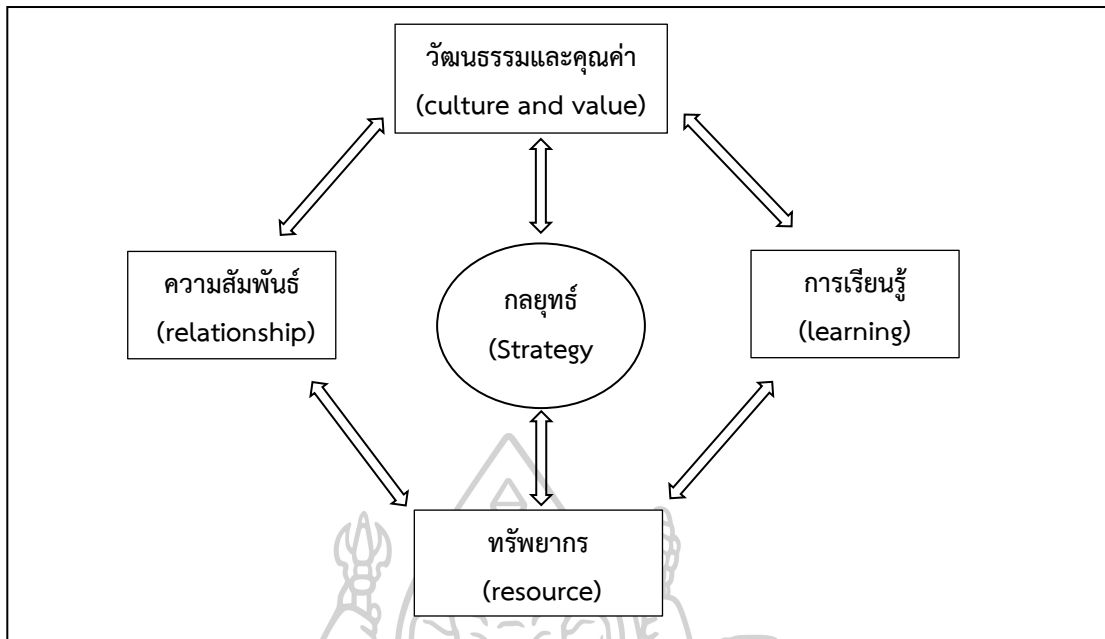 วัฒนธรรมและคุณค่า
(culture and value)
ความสัมพันธ์
(relationship)
กลยุทธ์
(Strategy
การเรียนรู้
(learning)
ทรัพยากร
(resource)